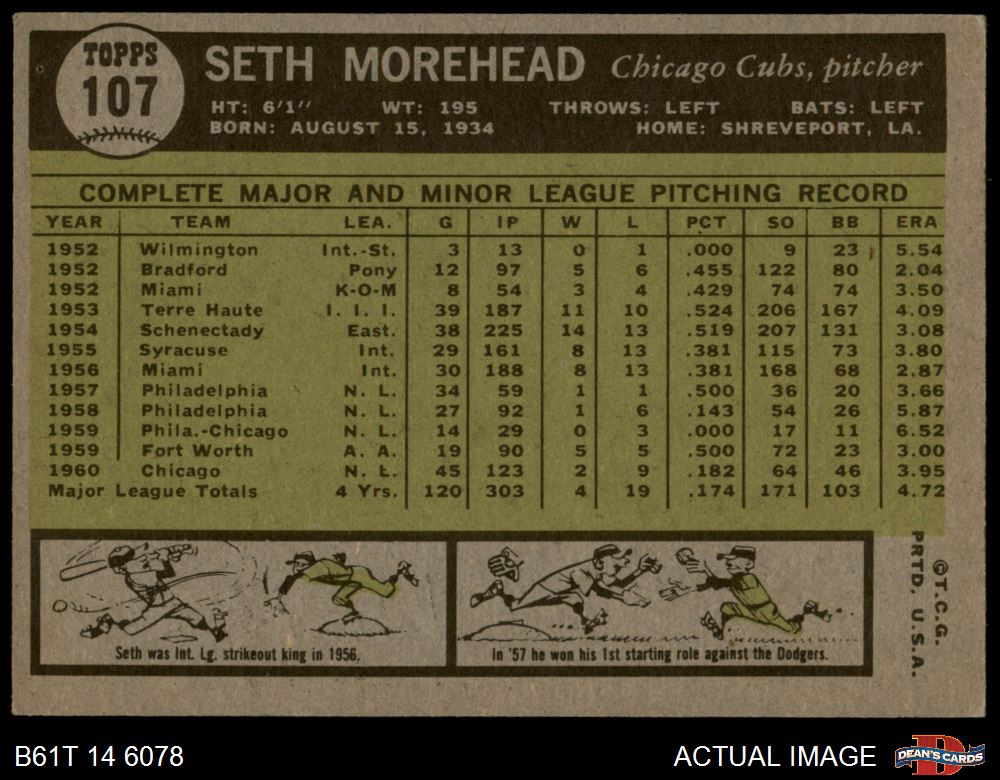 TOPPS
107
SETH MOREHEAD Chicago Cubs, pitcher
HT: 6'1" WT: 195 THROWS: LEFT BATS: LEFT
BORN: AUGUST 15, 1934 HOME: SHREVEPORT, LA.
COMPLETE MAJOR AND MINOR LEAGUE PITCHING RECORD
YEAR TEAM LEA. G IP W L PCT SO BB ERA
1952 Wilmington Int.-St. 3 13 0 1 .000 9 23 5.54
1952 Bradford Pony 12 97 5 6 .455 122 80 2.04
1952 Miami K-O-M 8 54 3 4 .429 74 74 3.50
1953 Terre Haute I. I. I. 39 187 11 10 .524 206 167 4.09
1954 Schenectady East. 38 225 14 13 .519 207 131 3.08
1955 Syracuse Int. 29 161 8 13 .381 115 73 3.80
1956 Miami Int. 30 188 8 13 .381 168 68 2.87
1957 Philadelphia N. L. 34 59 1 1 .500 36 20 3.66
1958 Philadelphia N. L. 27 92 1 6 .143 54 26 5.87
1959 Phila.-Chicago N. L. 14 29 0 3 .000 17 11 6.52
1959 Fort Worth A. A. 19 90 5 5 .500 72 23 3.00
1960 Chicago N. L. 45 123 2 9 .182 64 46 3.95
Major League Totals 4 Yrs. 120 303 4 19 .174 171 103 4.72
Seth was Int. Lg. strikeout king in 1956.
In '57 he won his 1st starting role against the Dodgers.
©T.C.G.
PRTD. U.S.A.
B61T 14 6078
ACTUAL IMAGE
D
DEAN'S CARDS